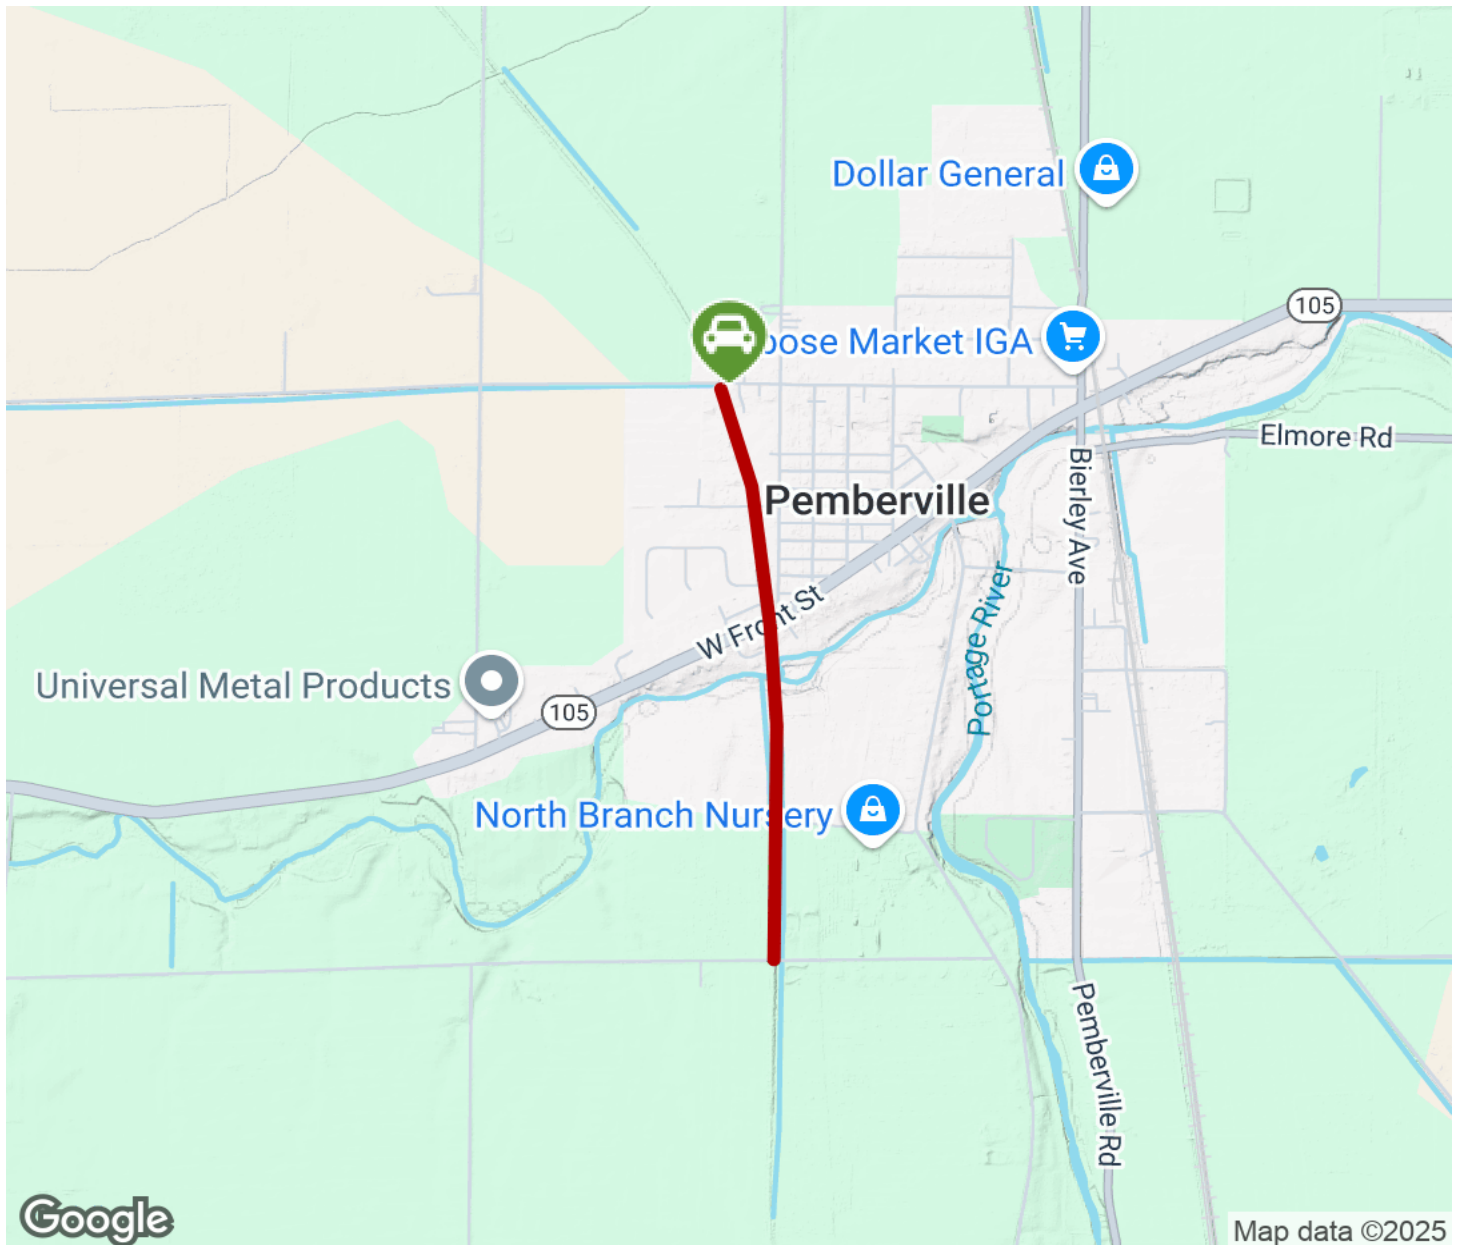 Dollar General
105
oose Market IGA
Elmore Rd
Bierley Ave
Pemberville
W Front St
Portage River
Universal Metal Products
105
North Branch Nursery
Pemberville Rd
Google
Map data ©2025